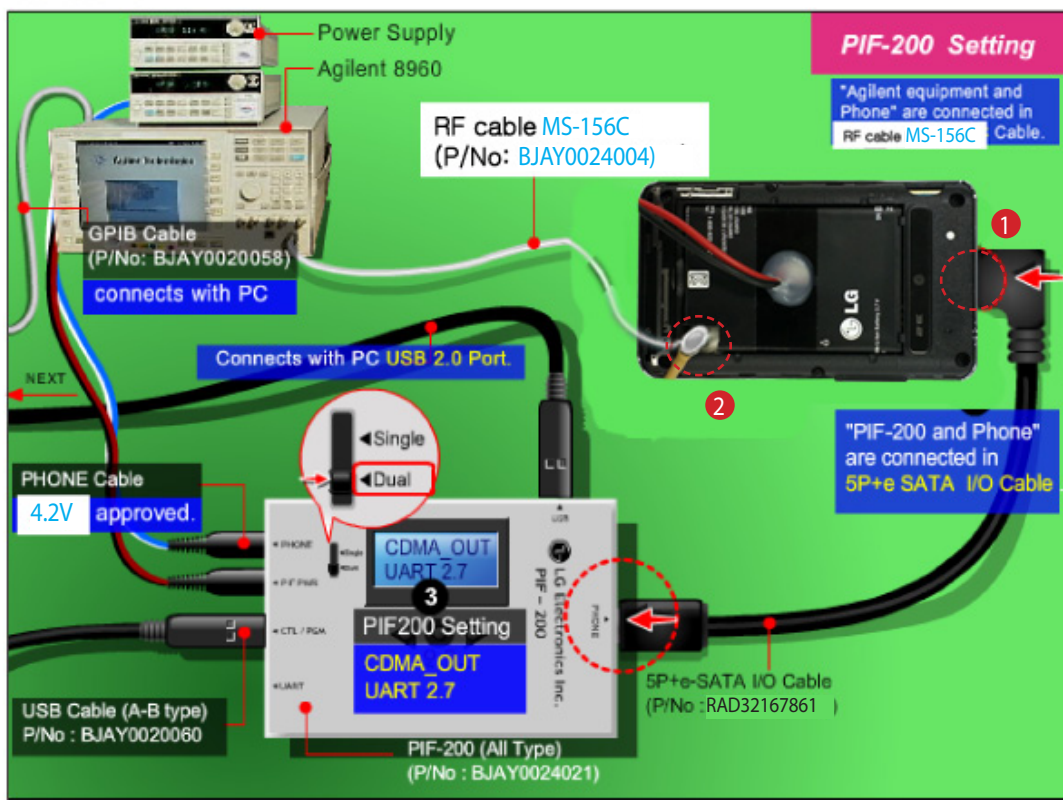 Power Supply
Agilent 8960
PIF-200 Setting
"Agilent equipment and
Phone" are connected in
RF cable MS-156C Cable.
RF cable MS-156C
(P/No: BJAY0024004)
Agilent Technologies
GPIB Cable
(P/No: BJAY0020058)
connects with PC
1
LG
2
Connects with PC USB 2.0 Port.
NEXT
◄Single
◄Dual
"PIF-200 and Phone"
are connected in
5P+e SATA I/O Cable.
PHONE Cable
4.2V approved.
USB
◄PHONE
◄Single
◄Dual
◄PIF PWR
◄CTL / PGM
◄UART
CDMA_OUT
UART 2.7
3
PIF200 Setting
CDMA_OUT
UART 2.7
LG Electronics Inc.
PIF - 200
PHONE
5P+e-SATA I/O Cable
(P/No :RAD32167861 )
USB Cable (A-B type)
P/No : BJAY0020060
PIF-200 (All Type)
(P/No : BJAY0024021)